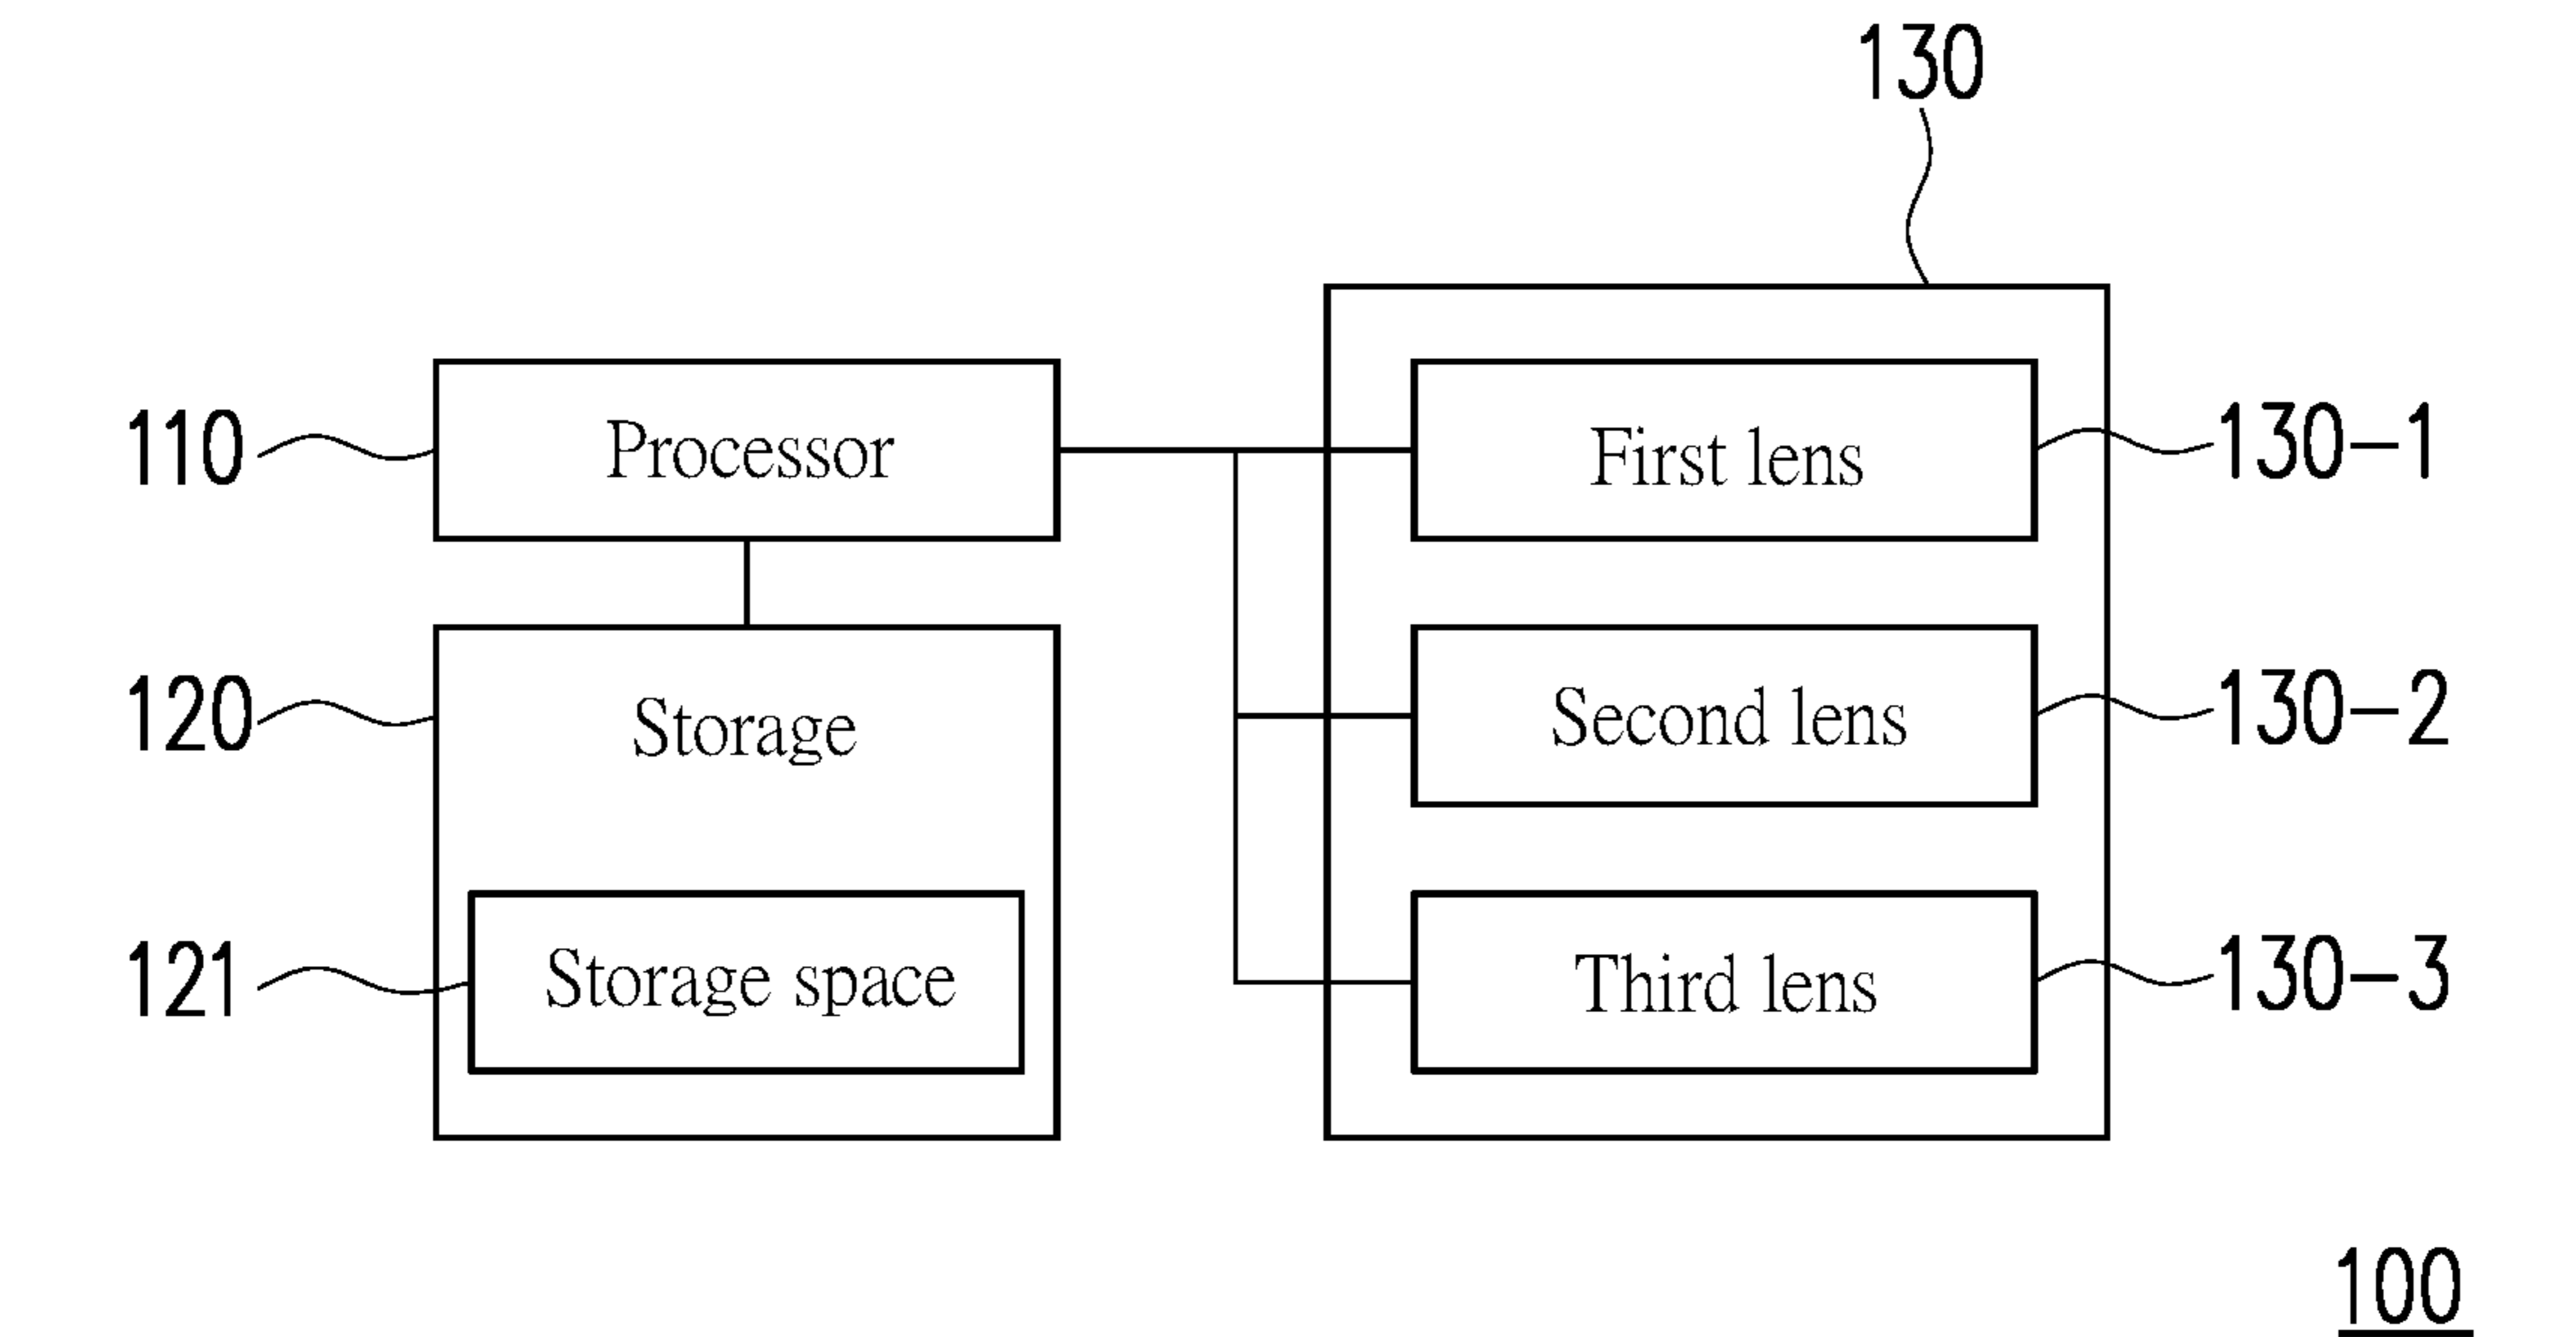 130
110
Processor
First lens
130-1
120
Storage
Second lens
130-2
121
Storage space
Third lens
130-3
100